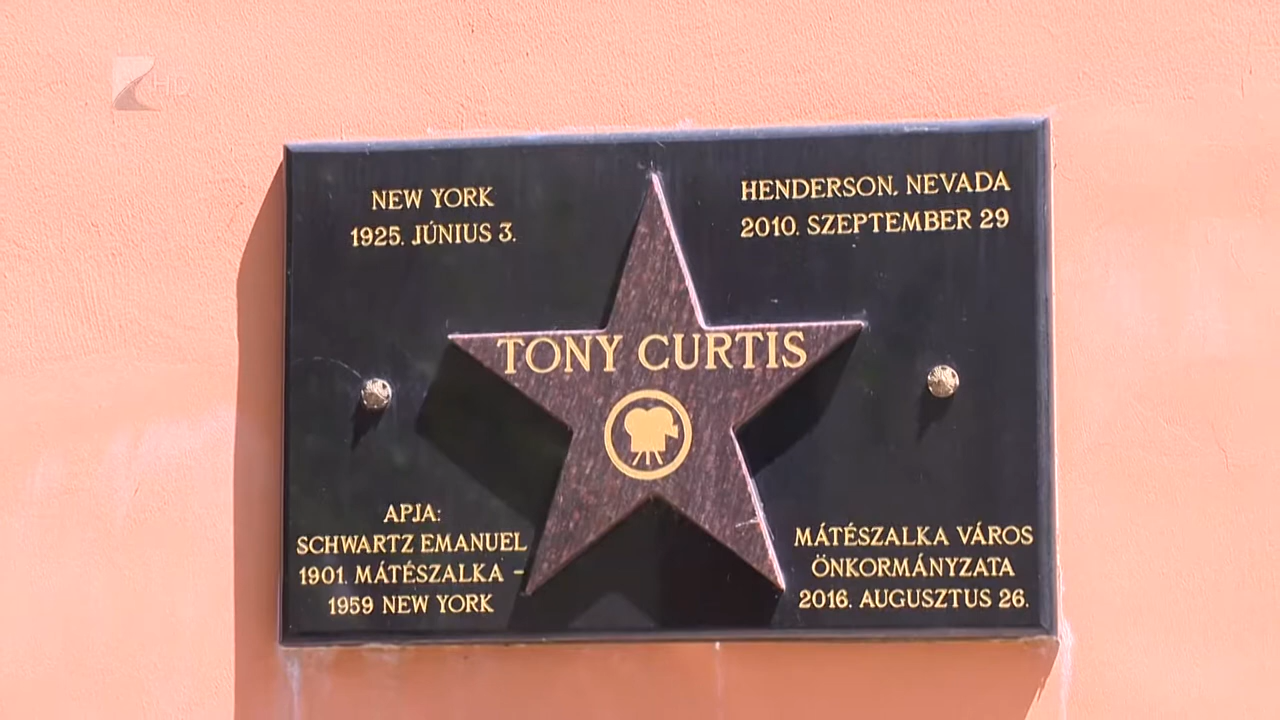 HD
NEW YORK
1925. JÚNIUS 3.
HENDERSON, NEVADA
2010. SZEPTEMBER 29
TONY CURTIS
APJA:
SCHWARTZ EMANUEL
1901. MÁTÉSZALKA –
1959 NEW YORK
MÁTÉSZALKA VÁROS
ÖNKORMÁNYZATA
2016. AUGUSZTUS 26.